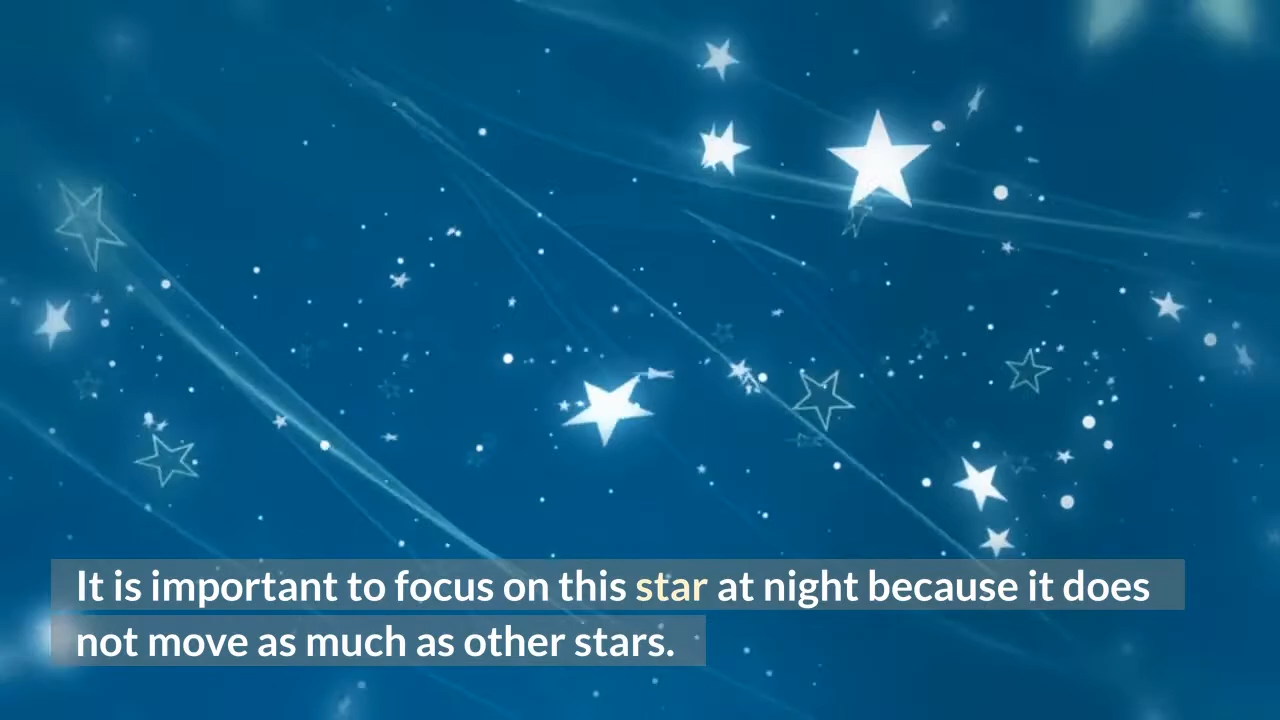 It is important to focus on this star at night because it does
not move as much as other stars.